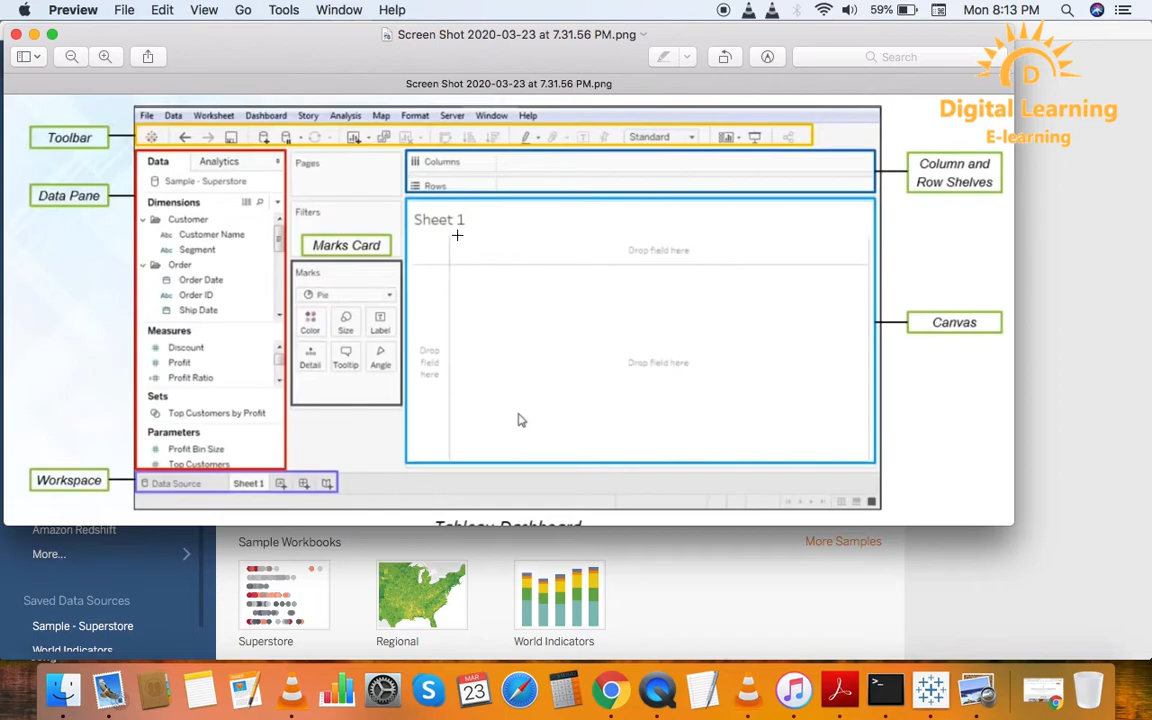 Preview File Edit View Go Tools Window Help 59% Mon 8:13 PM
Screen Shot 2020-03-23 at 7.31.56 PM.png
Search
Screen Shot 2020-03-23 at 7.31.56 PM.png
D
Digital Learning
E-learning
File Data Worksheet Dashboard Story Analysis Map Format Server Window Help
Toolbar
Standard
Data Analytics
Pages
Columns
Column and
Row Shelves
Sample - Superstore
Rows
Data Pane
Dimensions
Customer
Filters
Sheet 1
Abc Customer Name
Abc Segment
Marks Card
Drop field here
Order
Marks
Order Date
Abc Order ID
Pie
Ship Date
Color Size Label
Canvas
Measures
Discount
Profit
Profit Ratio
Detail Tooltip Angle
Drop
field
here
Drop field here
Sets
Top Customers by Profit
Parameters
Profit Bin Size
Top Customers
Workspace
Data Source Sheet 1
Tableau Dashboard
Amazon Redshift
More...
Sample Workbooks
More Samples
Saved Data Sources
Sample - Superstore
World Indicators
Superstore
Regional
World Indicators
MAR
23